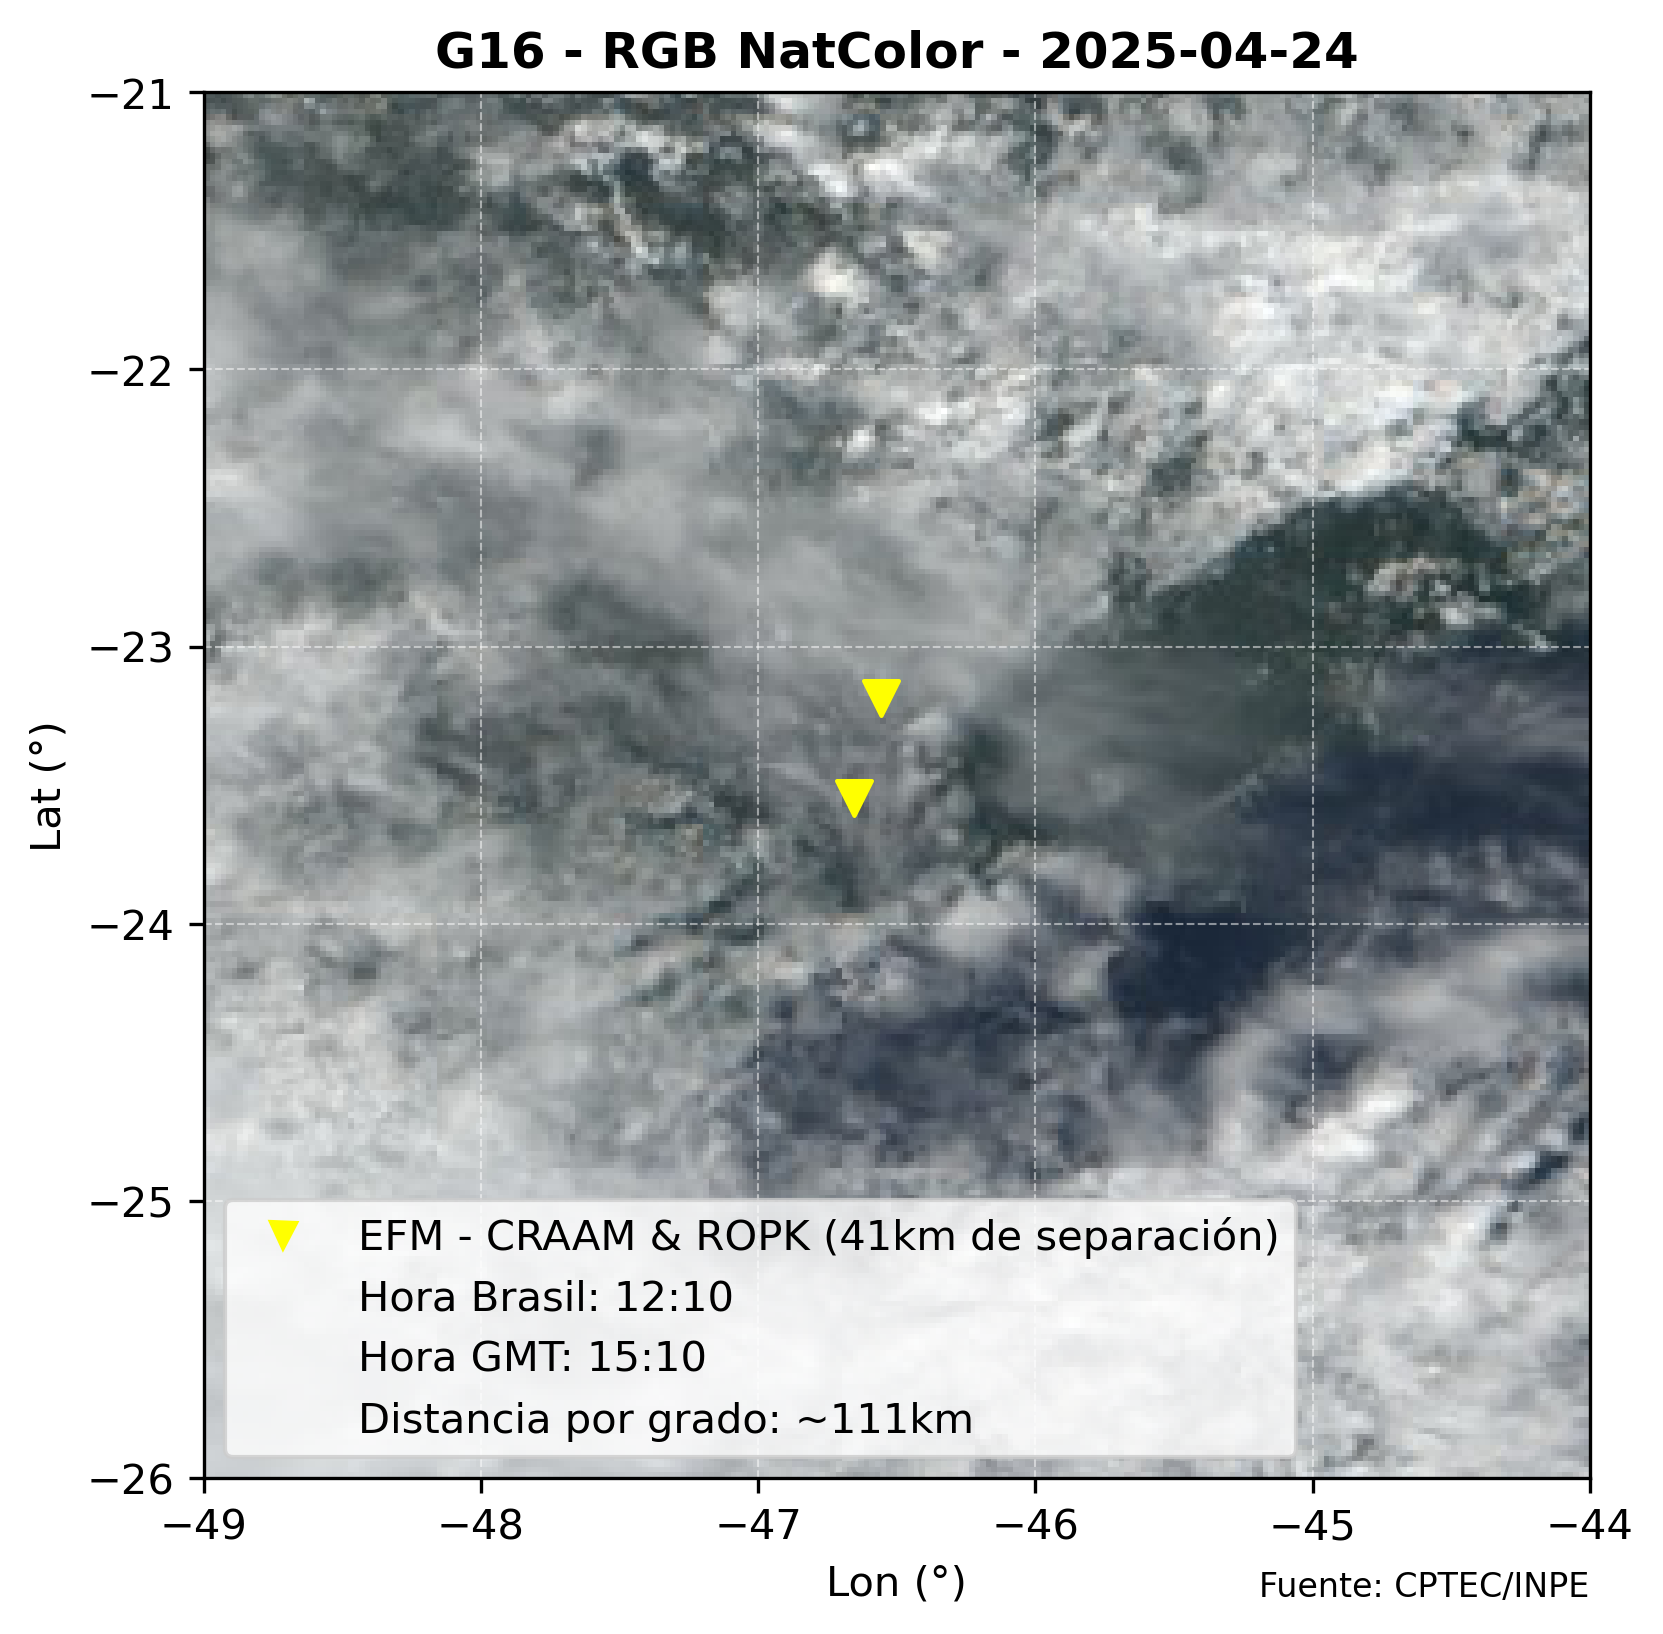 G16 - RGB NatColor - 2025-04-24
−21
−22
−23
−24
−25
−26
Lat (°)
EFM - CRAAM & ROPK (41km de separación)
Hora Brasil: 12:10
Hora GMT: 15:10
Distancia por grado: ~111km
−49 −48 −47 −46 −45 −44
Lon (°)
Fuente: CPTEC/INPE